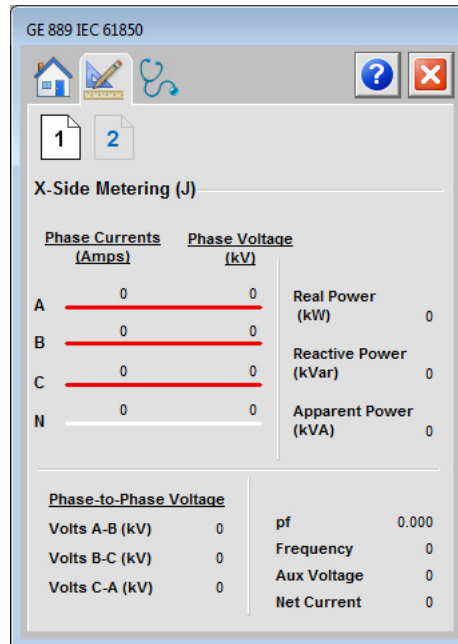 GE 889 IEC 61850
1
2
X-Side Metering (J)
Phase Currents
(Amps)
Phase Voltage
(kV)
A 0 0
B 0 0
C 0 0
N 0 0
Real Power
(kW) 0
Reactive Power
(kVar) 0
Apparent Power
(kVA) 0
Phase-to-Phase Voltage
Volts A-B (kV) 0
Volts B-C (kV) 0
Volts C-A (kV) 0
pf 0.000
Frequency 0
Aux Voltage 0
Net Current 0